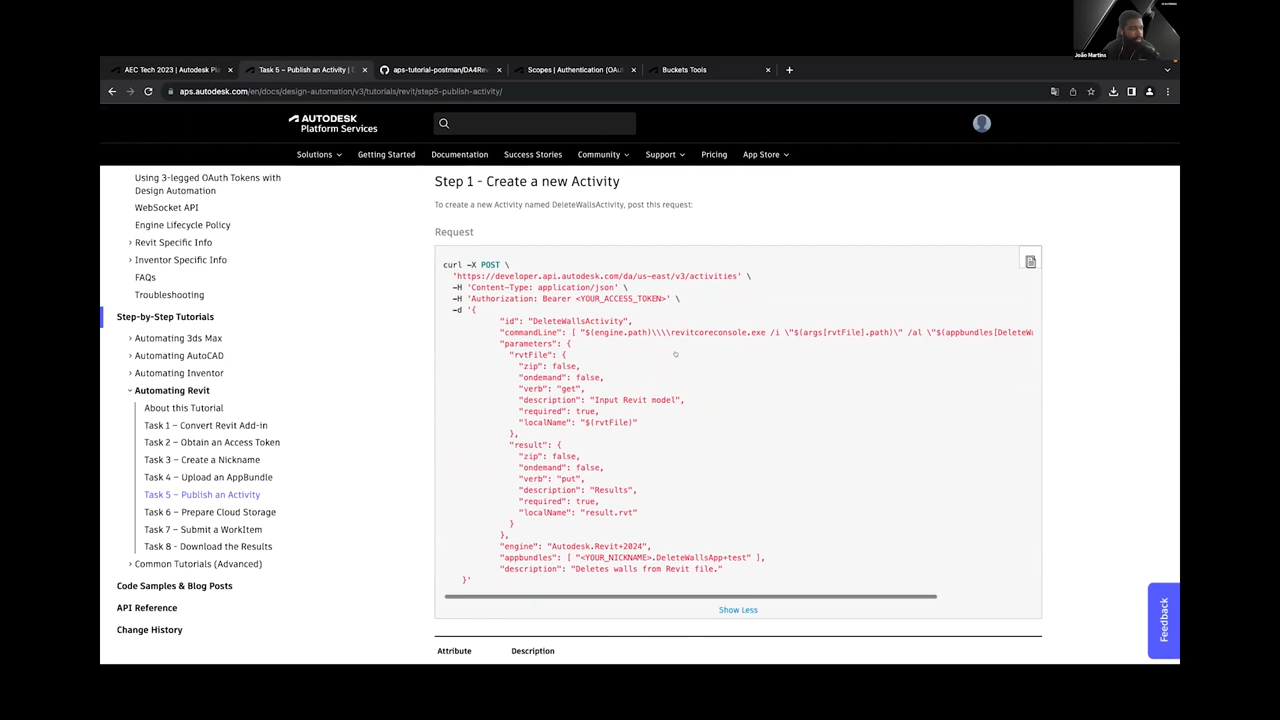 João Martins
AEC Tech 2023 | Autodesk Pla
Task 5 – Publish an Activity | D
aps-tutorial-postman/DA4Rev
Scopes | Authentication (OAut
Buckets Tools
aps.autodesk.com/en/docs/design-automation/v3/tutorials/revit/step5-publish-activity/
AUTODESK
Platform Services
Solutions
Getting Started
Documentation
Success Stories
Community
Support
Pricing
App Store
Using 3-legged OAuth Tokens with
Design Automation
WebSocket API
Engine Lifecycle Policy
Revit Specific Info
Inventor Specific Info
FAQs
Troubleshooting
Step-by-Step Tutorials
Automating 3ds Max
Automating AutoCAD
Automating Inventor
Automating Revit
About this Tutorial
Task 1 – Convert Revit Add-in
Task 2 – Obtain an Access Token
Task 3 – Create a Nickname
Task 4 – Upload an AppBundle
Task 5 – Publish an Activity
Task 6 – Prepare Cloud Storage
Task 7 – Submit a WorkItem
Task 8 - Download the Results
Common Tutorials (Advanced)
Code Samples & Blog Posts
API Reference
Change History
Step 1 - Create a new Activity
To create a new Activity named DeleteWallsActivity, post this request:
Request
curl -X POST \
'https://developer.api.autodesk.com/da/us-east/v3/activities' \
-H 'Content-Type: application/json' \
-H 'Authorization: Bearer <YOUR_ACCESS_TOKEN>' \
-d '{
"id": "DeleteWallsActivity",
"commandLine": [ "$(engine.path)\\\\revitcoreconsole.exe /i \"$(args[rvtFile].path)\" /al \"$(appbundles[DeleteWa
"parameters": {
"rvtFile": {
"zip": false,
"ondemand": false,
"verb": "get",
"description": "Input Revit model",
"required": true,
"localName": "$(rvtFile)"
},
"result": {
"zip": false,
"ondemand": false,
"verb": "put",
"description": "Results",
"required": true,
"localName": "result.rvt"
}
},
"engine": "Autodesk.Revit+2024",
"appbundles": [ "<YOUR_NICKNAME>.DeleteWallsApp+test" ],
"description": "Deletes walls from Revit file."
}'
Show Less
Attribute
Description
Feedback